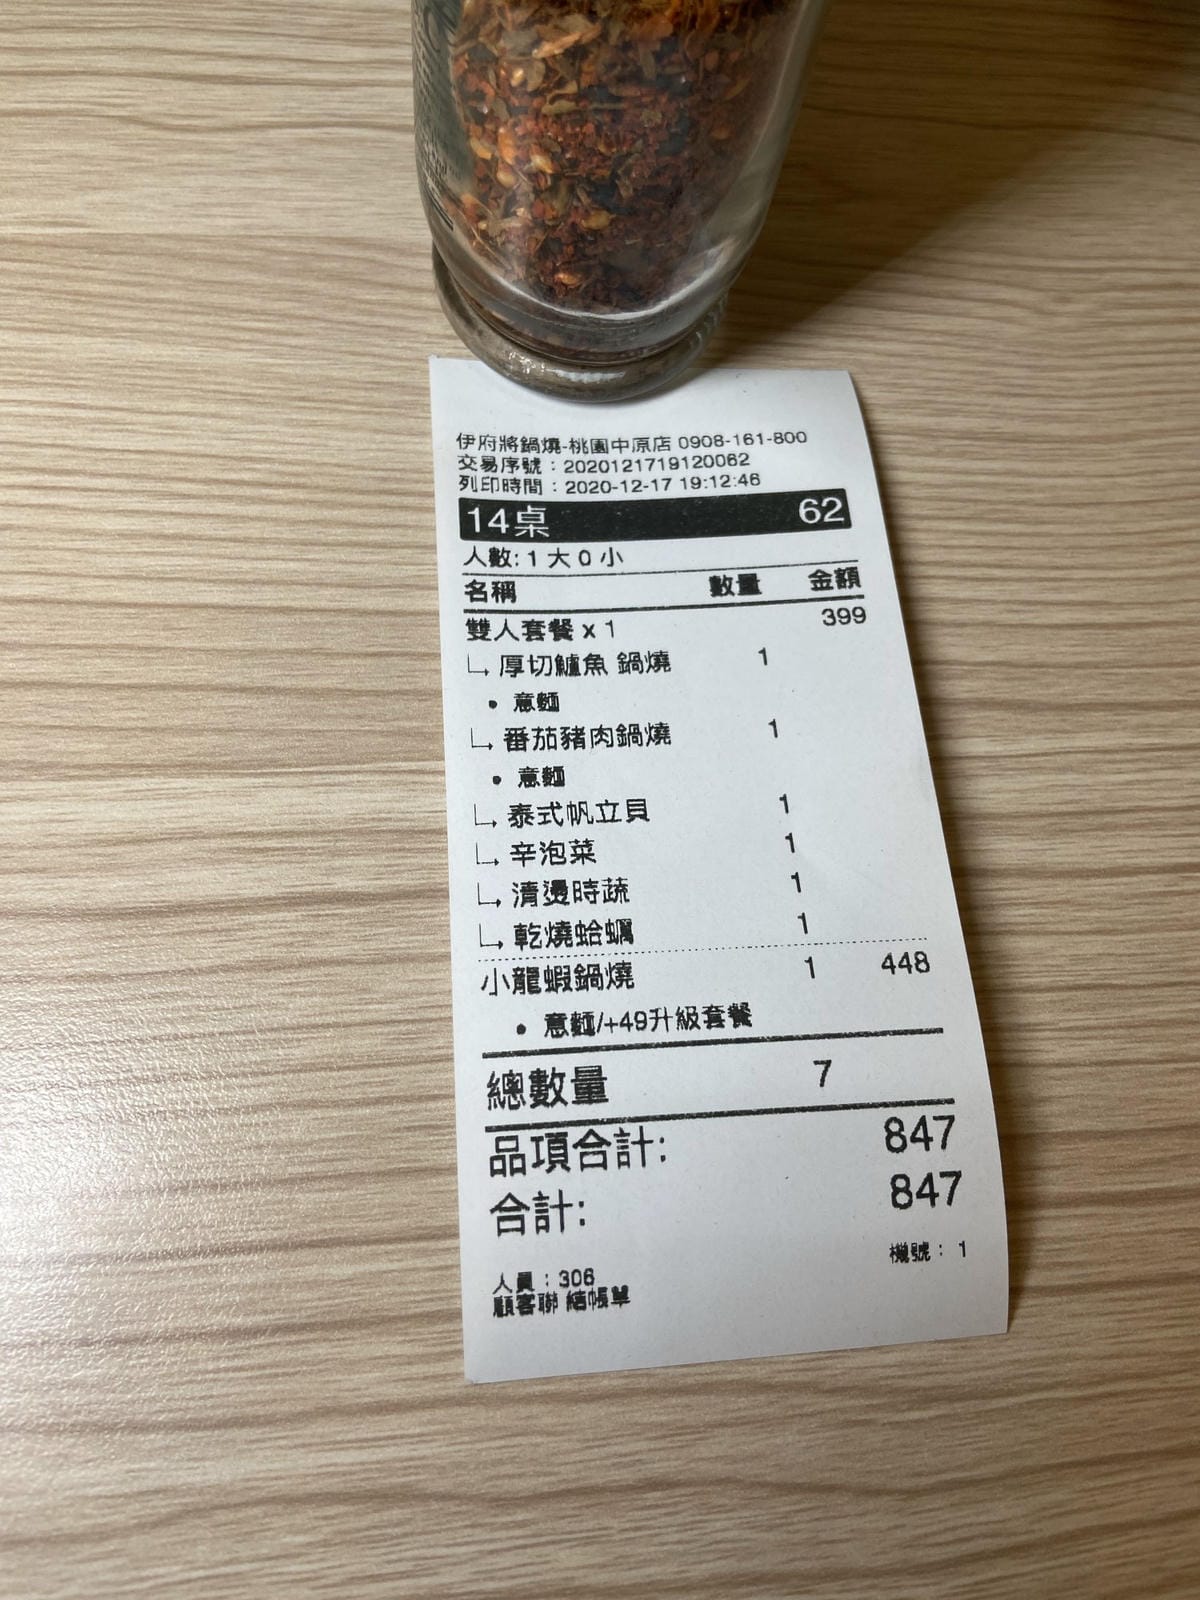 伊府將鍋燒-桃園中原店 0908-161-800
交易序號：2020121719120062
列印時間：2020-12-17 19:12:46
14桌 62
人數: 1 大 0 小
名稱 數量 金額
雙人套餐 x 1 399
厚切鱸魚 鍋燒 1
• 意麵
番茄豬肉鍋燒 1
• 意麵
泰式帆立貝 1
辛泡菜 1
清燙時蔬 1
乾燒蛤蠣 1
小龍蝦鍋燒 1 448
• 意麵/+49升級套餐
總數量 7
品項合計: 847
合計: 847
機號： 1
人員：306
顧客聯 結帳單